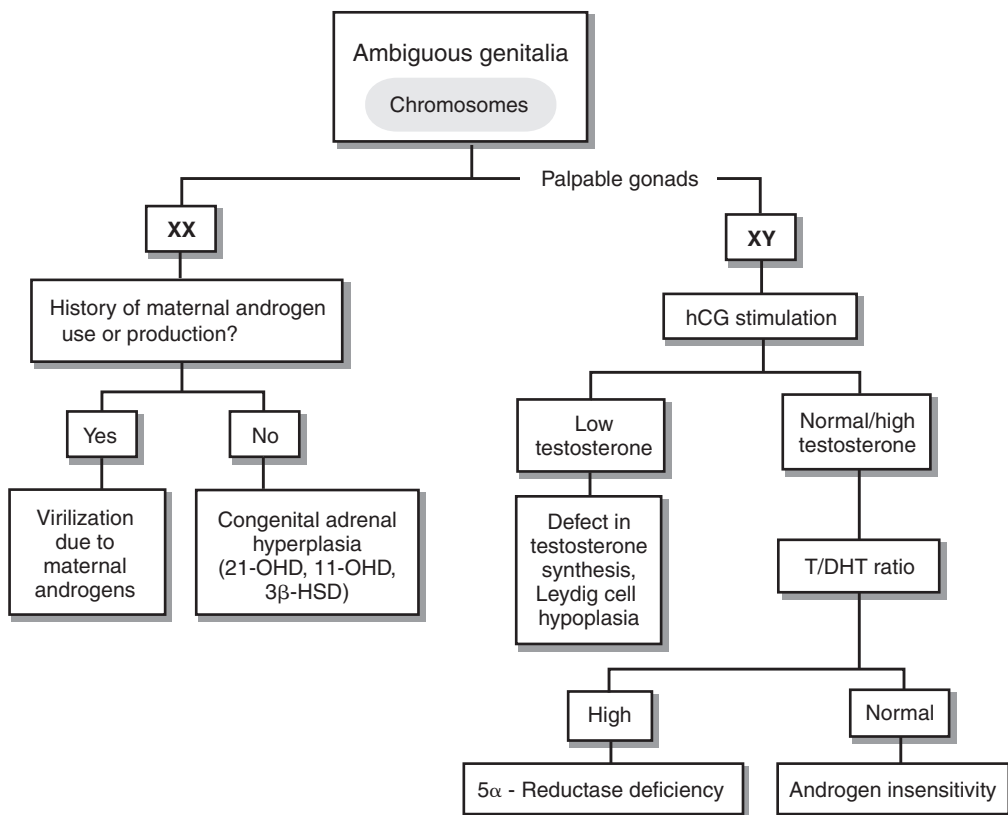 Ambiguous genitalia
Chromosomes
Palpable gonads
XX
XY
History of maternal androgen
use or production?
hCG stimulation
Yes
No
Low
testosterone
Normal/high
testosterone
Virilization
due to
maternal
androgens
Congenital adrenal
hyperplasia
(21-OHD, 11-OHD,
3β-HSD)
Defect in
testosterone
synthesis,
Leydig cell
hypoplasia
T/DHT ratio
High
Normal
5α - Reductase deficiency
Androgen insensitivity